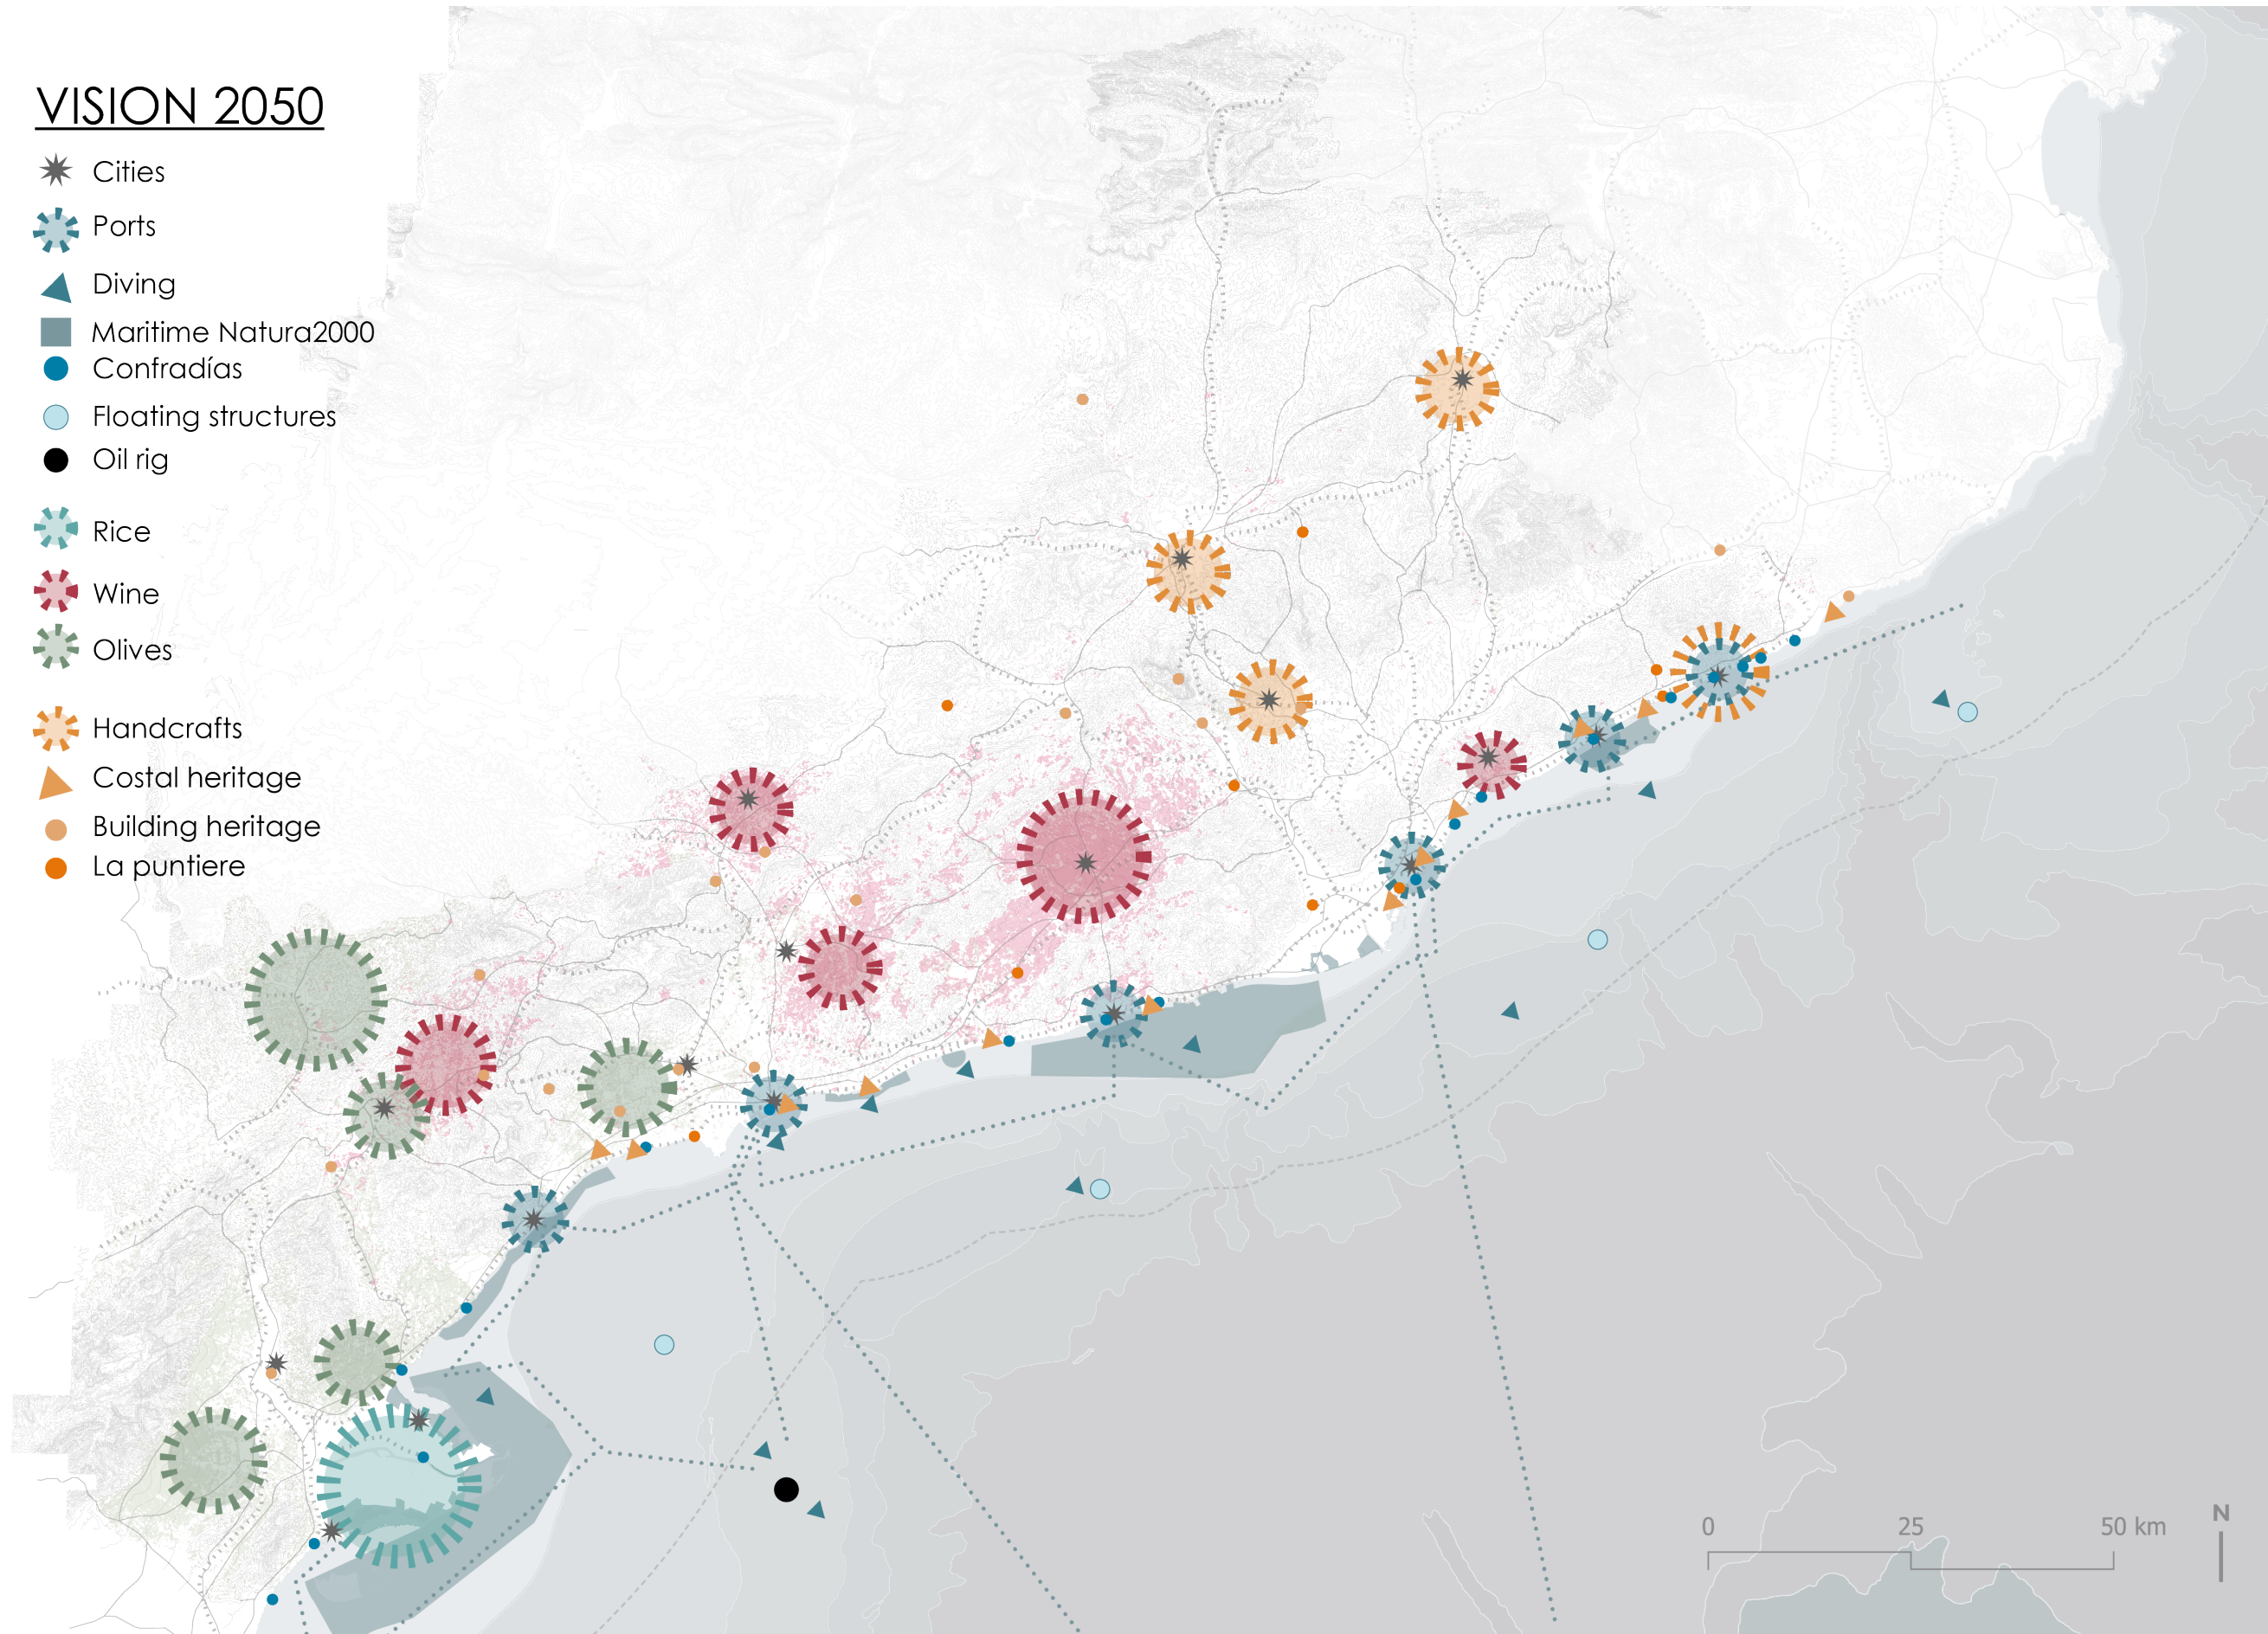 VISION 2050
Cities
Ports
Diving
Maritime Natura2000
Confradías
Floating structures
Oil rig
Rice
Wine
Olives
Handcrafts
Costal heritage
Building heritage
La puntiere
0 25 50 km
N